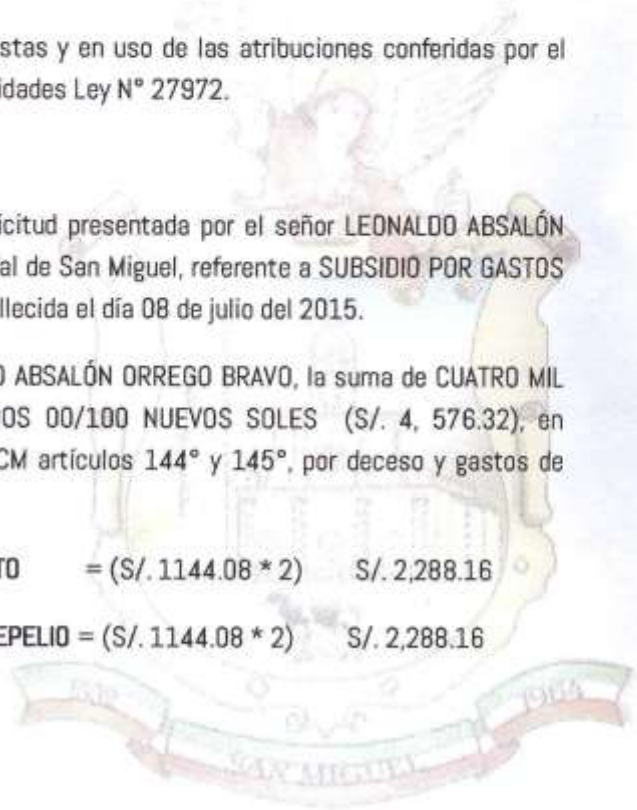 stas y en uso de las atribuciones conferidas por el
idades Ley N° 27972.
icitud presentada por el señor LEONALDO ABSALÓN
al de San Miguel, referente a SUBSIDIO POR GASTOS
llecida el día 08 de julio del 2015.
O ABSALÓN ORREGO BRAVO, la suma de CUATRO MIL
OS 00/100 NUEVOS SOLES (S/. 4, 576.32), en
CM artículos 144° y 145°, por deceso y gastos de
TO = (S/. 1144.08 * 2) S/. 2,288.16
EPELIO = (S/. 1144.08 * 2) S/. 2,288.16
1964
SAN MIGUEL